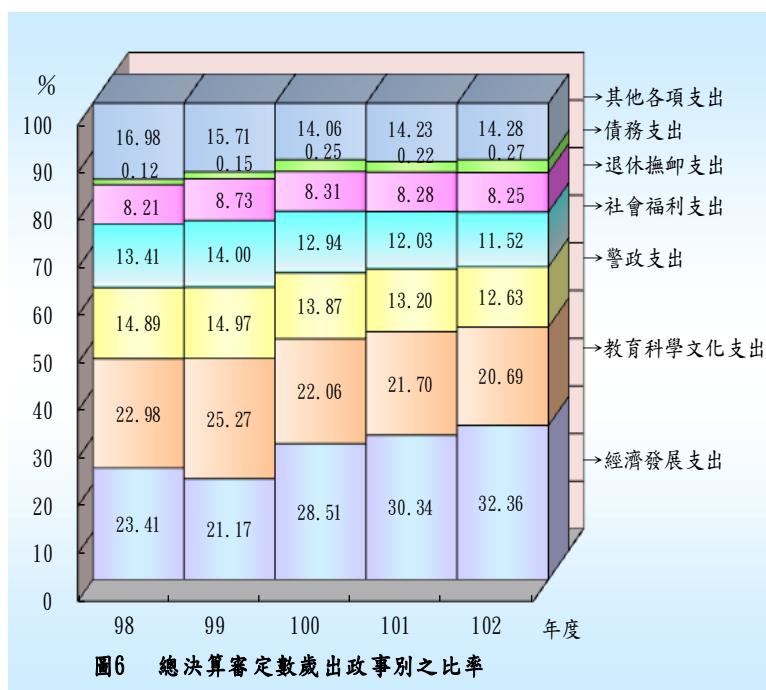 %
100
90
80
70
60
50
40
30
20
10
0
16.98 15.71 14.06 14.23 14.28
0.12 0.15 0.25 0.22 0.27
8.21 8.73 8.31 8.28 8.25
13.41 14.00 12.94 12.03 11.52
14.89 14.97 13.87 13.20 12.63
22.98 25.27 22.06 21.70 20.69
23.41 21.17 28.51 30.34 32.36
→其他各項支出
→債務支出
→退休撫卹支出
→社會福利支出
→警政支出
→教育科學文化支出
→經濟發展支出
98 99 100 101 102 年度
圖6 總決算審定數歲出政事別之比率